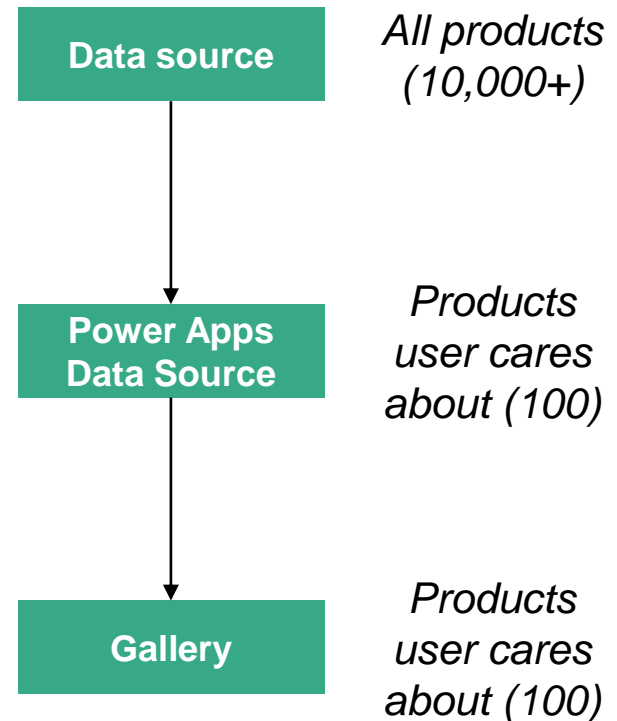 Data source
All products
(10,000+)
Power Apps
Data Source
Products
user cares
about (100)
Gallery
Products
user cares
about (100)